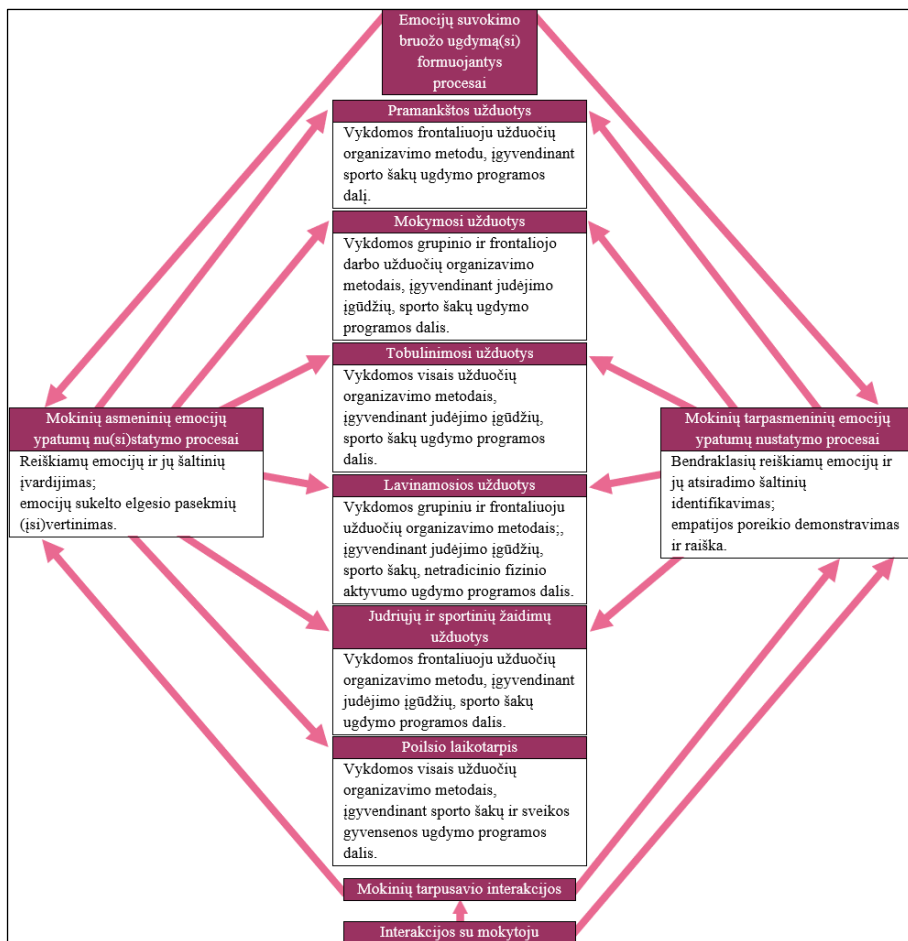 Emocijų suvokimo
bruožo ugdymą(si)
formuojantys
procesai
Pramankštos užduotys
Vykdomos frontaliuoju užduočių
organizavimo metodu, įgyvendinant
sporto šakų ugdymo programos
dalį.
Mokymosi užduotys
Vykdomos grupinio ir frontaliojo
darbo užduočių organizavimo
metodais, įgyvendinant judėjimo
įgūdžių, sporto šakų ugdymo
programos dalis.
Tobulinimosi užduotys
Vykdomos visais užduočių
organizavimo metodais,
įgyvendinant judėjimo įgūdžių,
sporto šakų ugdymo programos
dalis.
Mokinių asmeninių emocijų
ypatumų nu(si)statymo procesai
Reiškiamų emocijų ir jų šaltinių
įvardijimas;
emocijų sukelto elgesio pasekmių
(įsi)vertinimas.
Mokinių tarpasmeninių emocijų
ypatumų nustatymo procesai
Bendraklasių reiškiamų emocijų ir
jų atsiradimo šaltinių
identifikavimas;
empatijos poreikio demonstravimas
ir raiška.
Lavinamosios užduotys
Vykdomos grupiniu ir frontaliuoju
užduočių organizavimo metodais;,
įgyvendinant judėjimo įgūdžių,
sporto šakų, netradicinio fizinio
aktyvumo ugdymo programos dalis.
Judriųjų ir sportinių žaidimų
užduotys
Vykdomos frontaliuoju užduočių
organizavimo metodu, įgyvendinant
judėjimo įgūdžių, sporto šakų
ugdymo programos dalis.
Poilsio laikotarpis
Vykdomos visais užduočių
organizavimo metodais,
įgyvendinant sporto šakų ir sveikos
gyvensenos ugdymo programos
dalis.
Mokinių tarpusavio interakcijos
Interakcijos su mokytoju